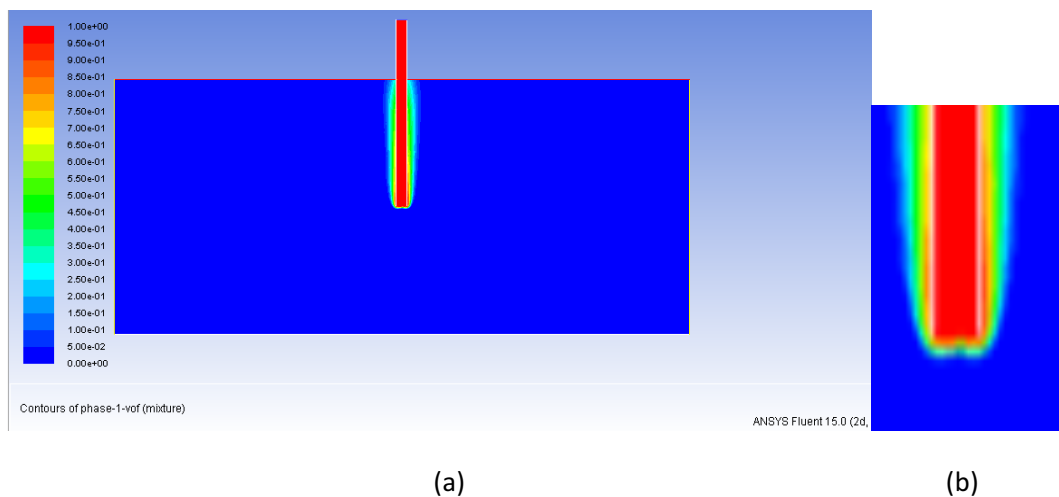 1.00e+00
9.50e-01
9.00e-01
8.50e-01
8.00e-01
7.50e-01
7.00e-01
6.50e-01
6.00e-01
5.50e-01
5.00e-01
4.50e-01
4.00e-01
3.50e-01
3.00e-01
2.50e-01
2.00e-01
1.50e-01
1.00e-01
5.00e-02
0.00e+00
Contours of phase-1-vof (mixture)
ANSYS Fluent 15.0 (2d,
(a)
(b)